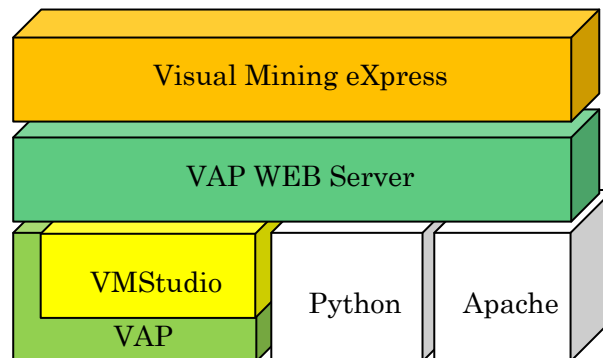 Visual Mining eXpress
VAP WEB Server
VMStudio
VAP
Python
Apache